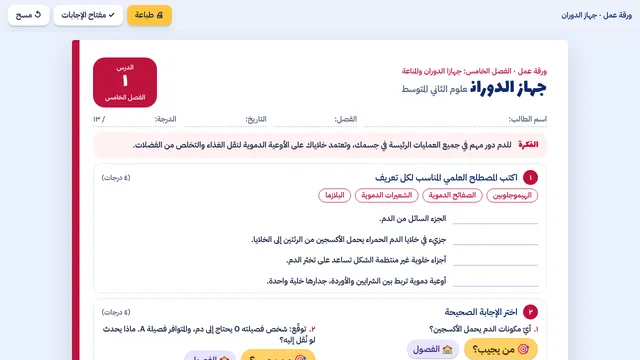 ورقة عمل · جهاز الدوران
🖨 طباعة
✓ مفتاح الإجابات
↺ مسح
ورقة عمل · الفصل الخامس: جهازا الدوران والمناعة
جهاز الدوران علوم الثاني المتوسط
الدرس
١
الفصل الخامس
اسم الطالب:
الفصل:
التاريخ:
الدرجة:
/ ١٣
الفكرة للدم دور مهم في جميع العمليات الرئيسة في جسمك، وتعتمد خلاياك على الأوعية الدموية لنقل الغذاء والتخلص من الفضلات.
١ اكتب المصطلح العلمي المناسب لكل تعريف
(٤ درجات)
الهيموجلوبين
الصفائح الدموية
الشعيرات الدموية
البلازما
الجزء السائل من الدم.
جزيء في خلايا الدم الحمراء يحمل الأكسجين من الرئتين إلى الخلايا.
أجزاء خلوية غير منتظمة الشكل تساعد على تخثر الدم.
أوعية دموية تربط بين الشرايين والأوردة، جدارها خلية واحدة.
٢ اختر الإجابة الصحيحة
(٤ درجات)
١. أيّ مكونات الدم يحمل الأكسجين؟
🎯 من يجيب؟
🏫 الفصول
٢. توقّع: شخص فصيلته O يحتاج إلى دم، والمتوافر فصيلة A. ماذا يحدث
لو نُقل إليه؟
🎯 من يجيب؟
🏫 الفصول